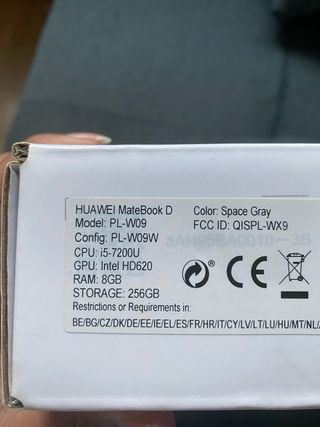 HUAWEI MateBook D Color: Space Gray
Model: PL-W09 FCC ID: QISPL-WX9
Config: PL-W09W
3AH95BA0010-3B
CPU: i5-7200U
GPU: Intel HD620
RAM: 8GB
STORAGE: 256GB
CE
Restrictions or Requirements in:
BE/BG/CZ/DK/DE/EE/IE/EL/ES/FR/HR/IT/CY/LV/LT/LU/HU/MT/NL/